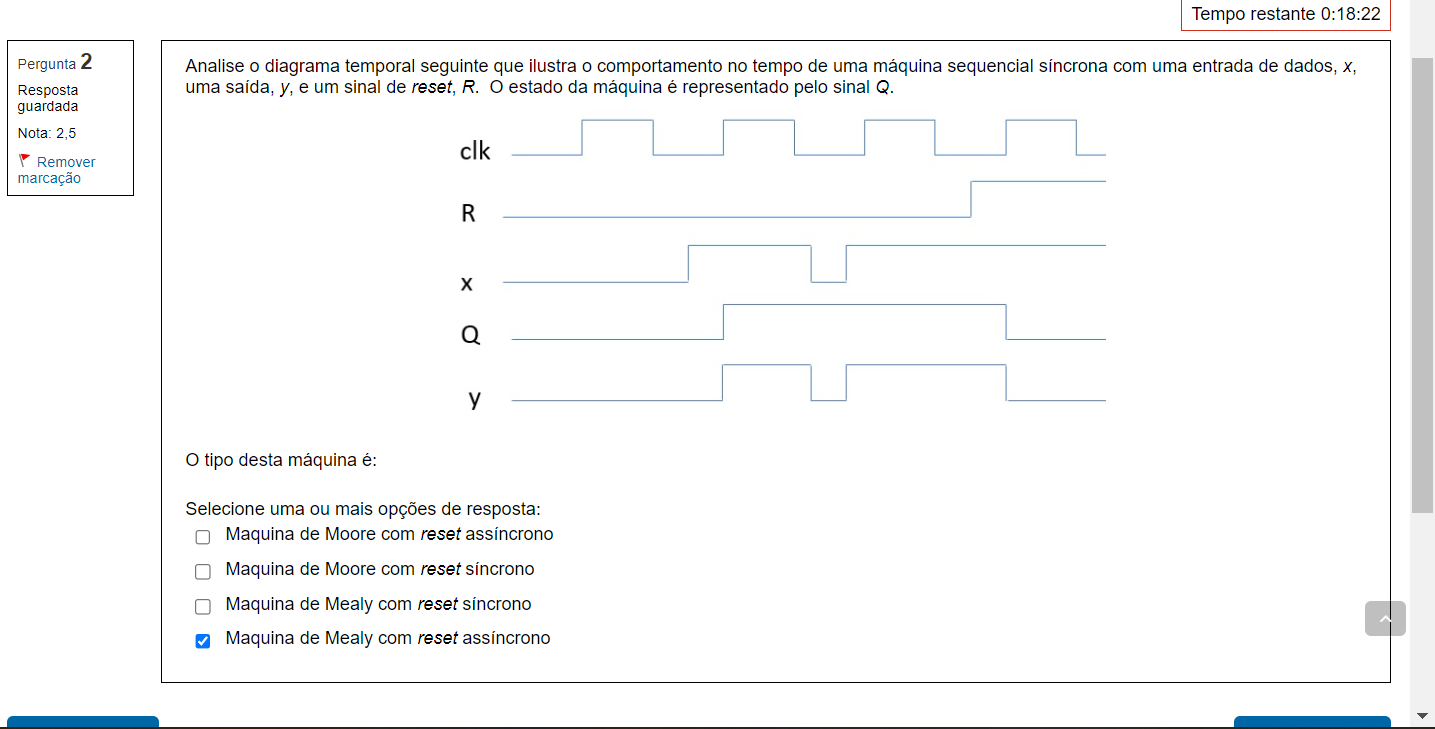 Tempo restante 0:18:22
Pergunta 2
Resposta
guardada
Nota: 2,5
Remover
marcação
Analise o diagrama temporal seguinte que ilustra o comportamento no tempo de uma máquina sequencial síncrona com uma entrada de dados, x,
uma saída, y, e um sinal de reset, R. O estado da máquina é representado pelo sinal Q.
clk
R
x
Q
y
O tipo desta máquina é:
Selecione uma ou mais opções de resposta:
Maquina de Moore com reset assíncrono
Maquina de Moore com reset síncrono
Maquina de Mealy com reset síncrono
Maquina de Mealy com reset assíncrono